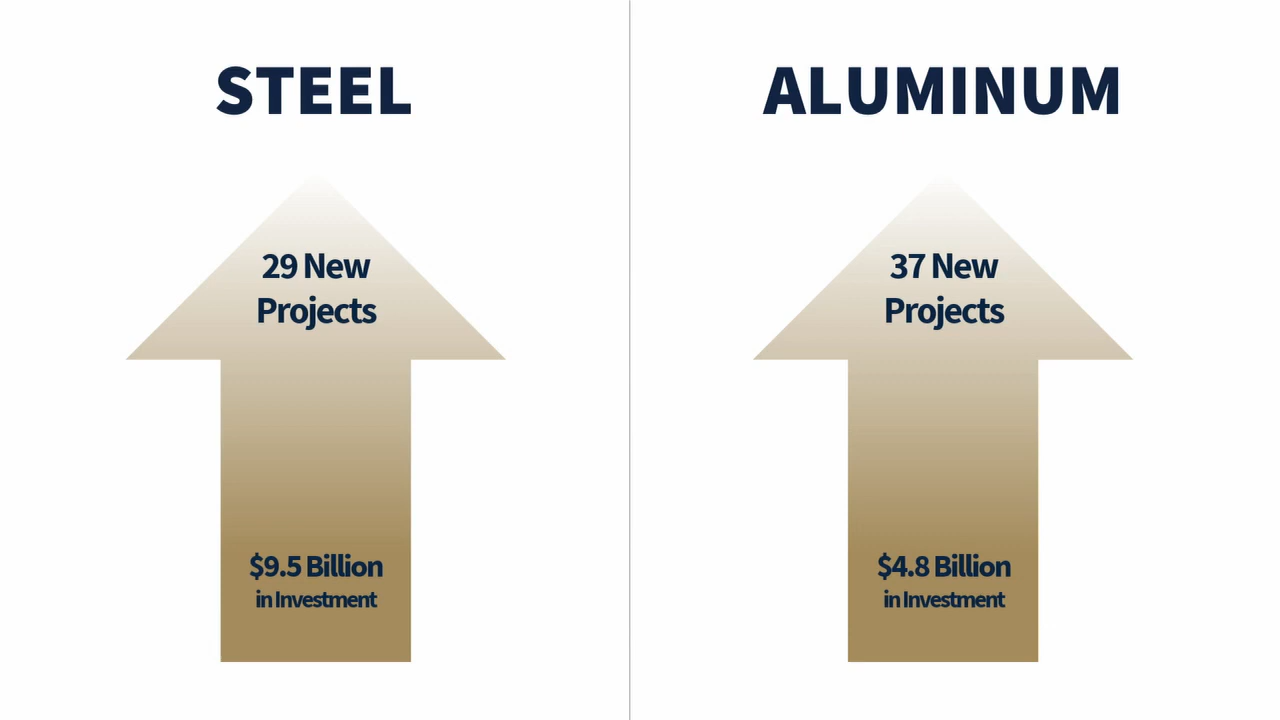 STEEL
29 New
Projects
$9.5 Billion
in Investment
ALUMINUM
37 New
Projects
$4.8 Billion
in Investment